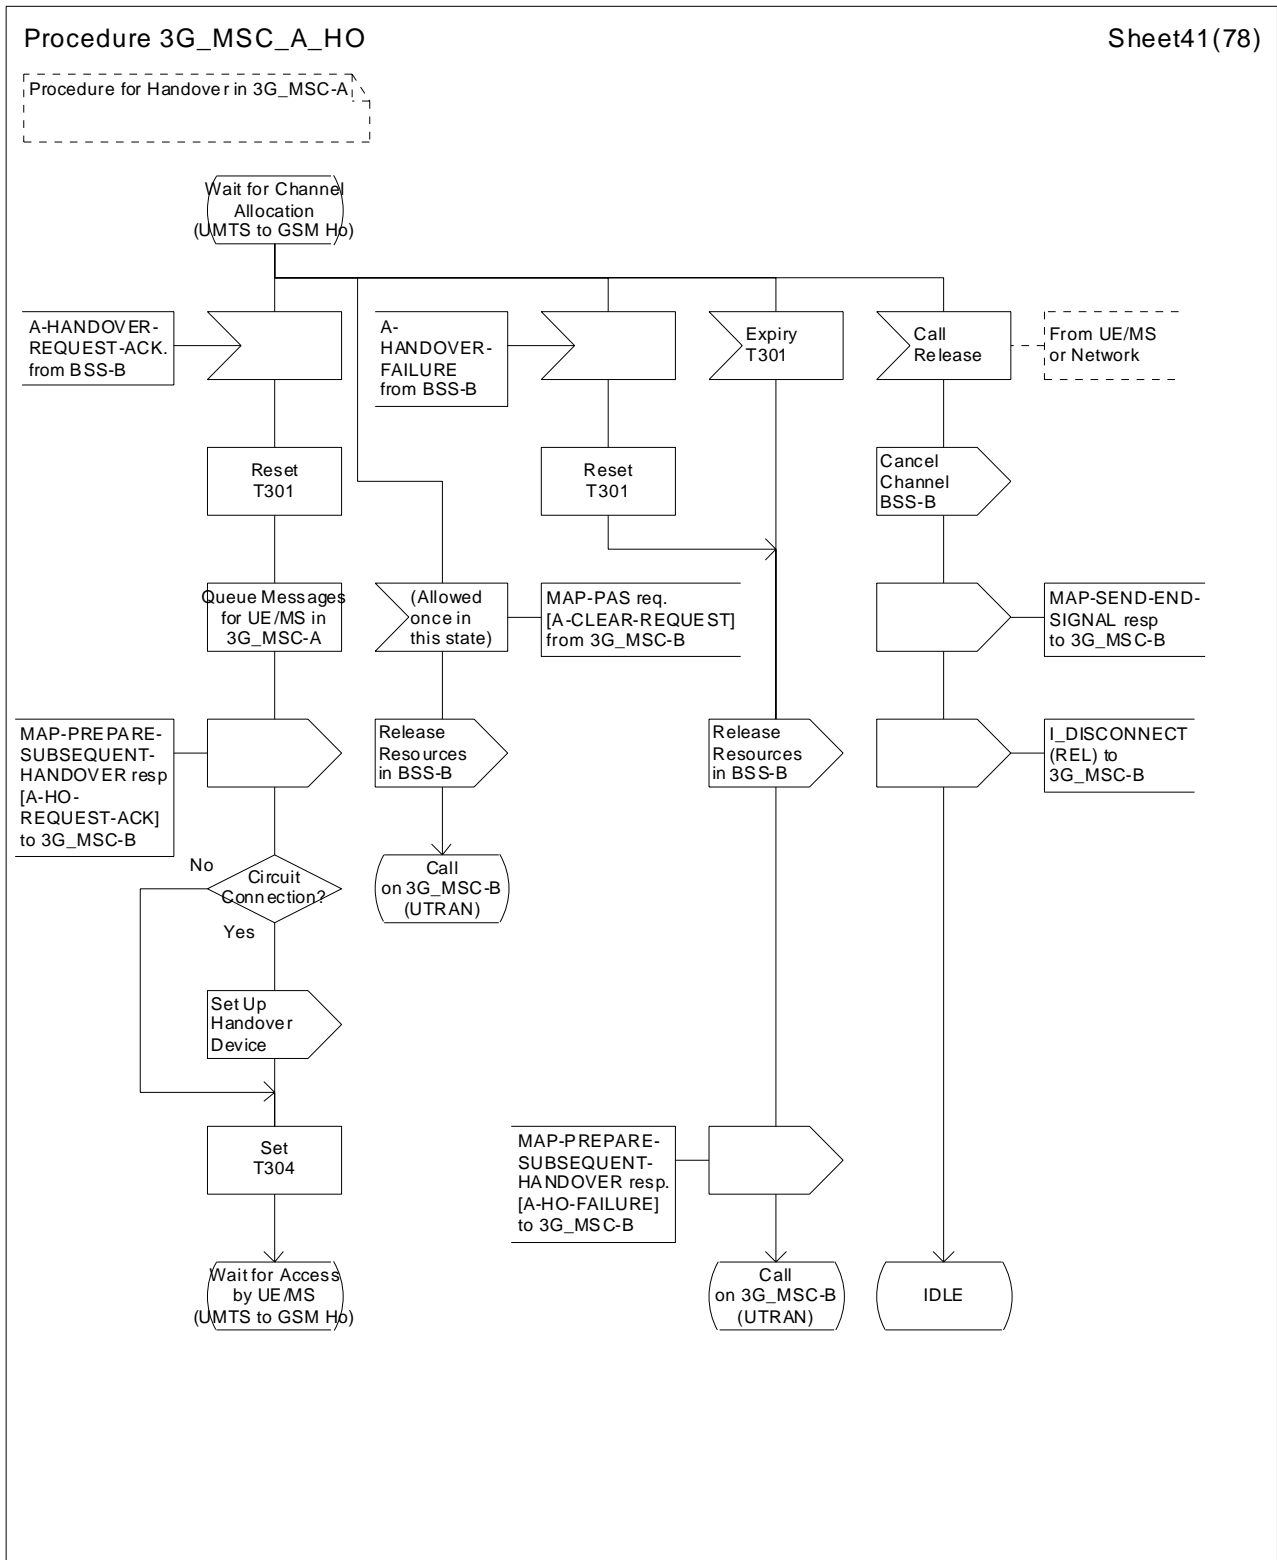 Procedure 3G_MSC_A_HO
Sheet41(78)
Procedure for Handover in 3G_MSC-A
Wait for Channel
Allocation
(UMTS to GSM Ho)
A-HANDOVER-
REQUEST-ACK.
from BSS-B
A-
HANDOVER-
FAILURE
from BSS-B
Expiry
T301
Call
Release
From UE/MS
or Network
Reset
T301
Reset
T301
Cancel
Channel
BSS-B
Queue Messages
for UE/MS in
3G_MSC-A
(Allowed
once in
this state)
MAP-PAS req.
[A-CLEAR-REQUEST]
from 3G_MSC-B
MAP-SEND-END-
SIGNAL resp
to 3G_MSC-B
MAP-PREPARE-
SUBSEQUENT-
HANDOVER resp
[A-HO-
REQUEST-ACK]
to 3G_MSC-B
Release
Resources
in BSS-B
Release
Resources
in BSS-B
I_DISCONNECT
(REL) to
3G_MSC-B
No
Circuit
Connection?
Yes
Call
on 3G_MSC-B
(UTRAN)
Set Up
Handover
Device
Set
T304
MAP-PREPARE-
SUBSEQUENT-
HANDOVER resp.
[A-HO-FAILURE]
to 3G_MSC-B
Wait for Access
by UE/MS
(UMTS to GSM Ho)
Call
on 3G_MSC-B
(UTRAN)
IDLE